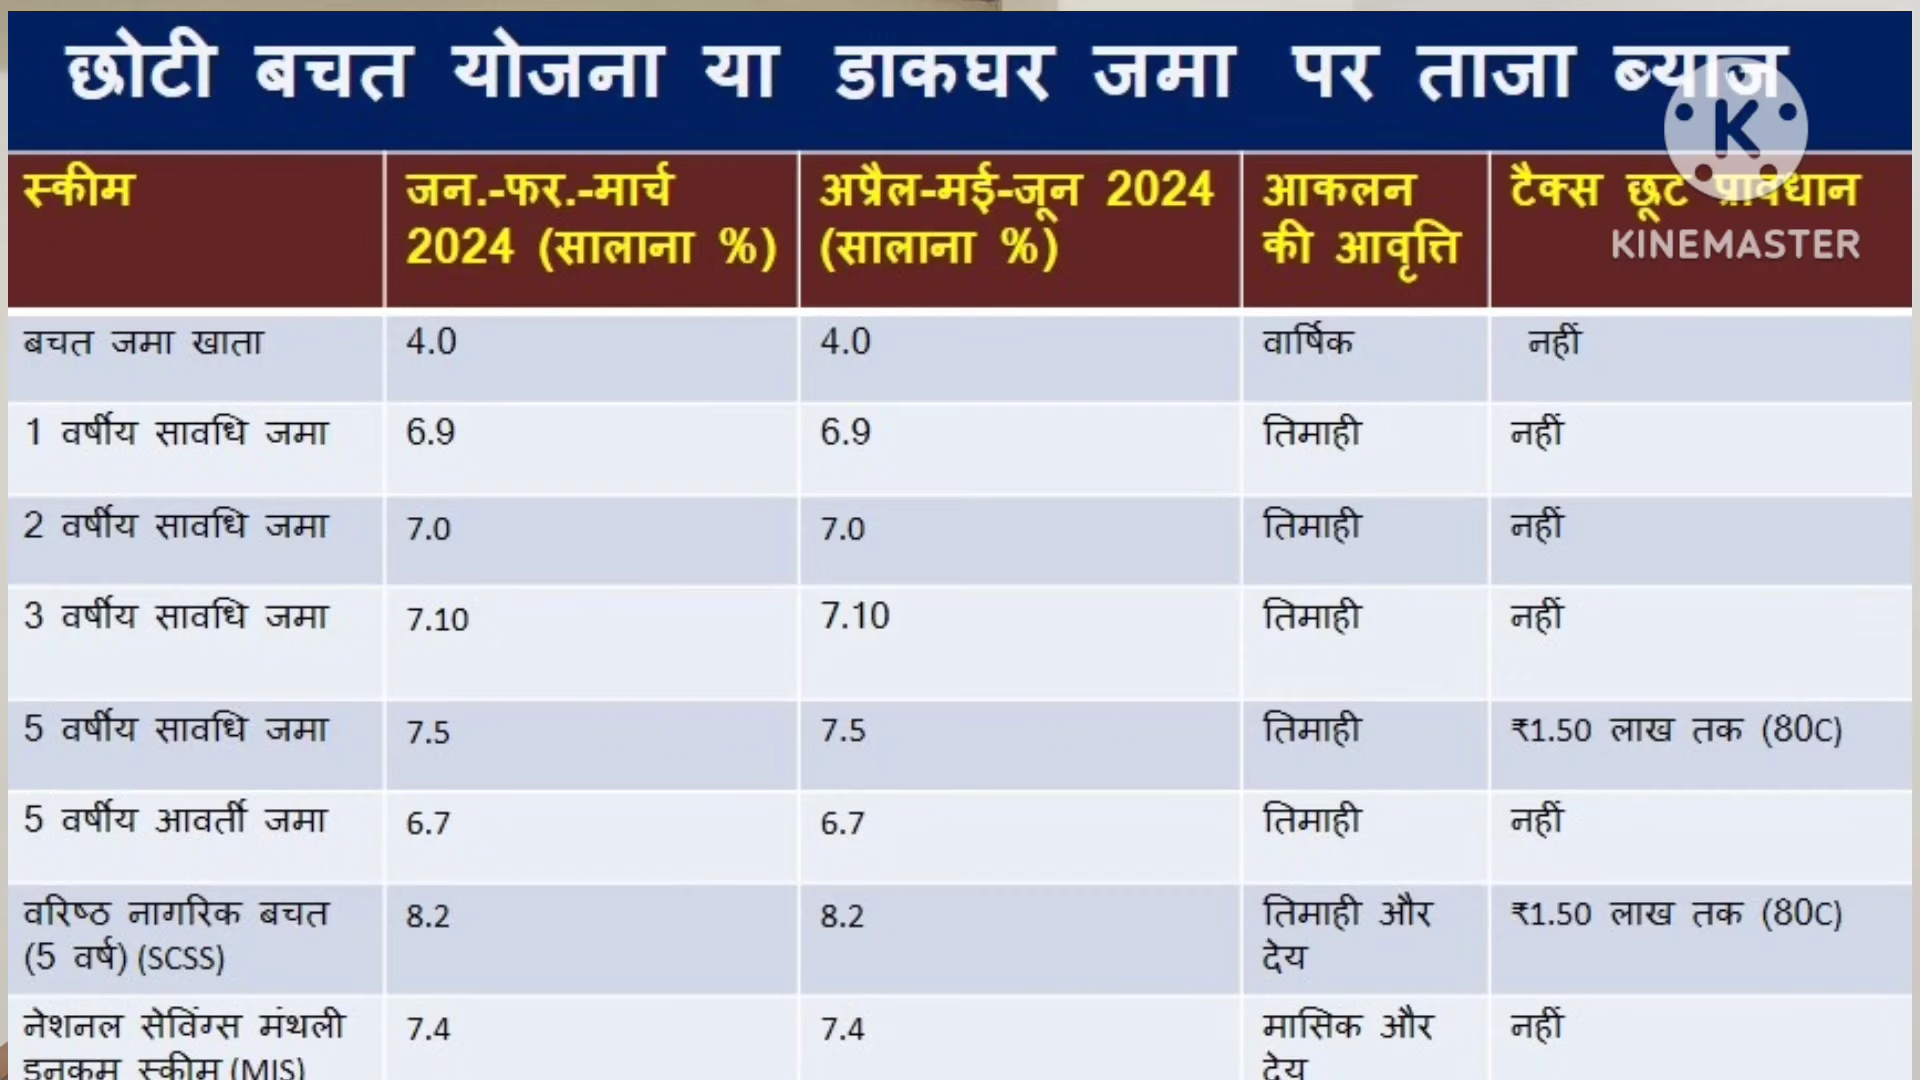 छोटी बचत योजना या डाकघर जमा पर ताजा ब्याज
स्कीम
जन.-फर.-मार्च
2024 (सालाना %)
अप्रैल-मई-जून 2024
(सालाना %)
आकलन
की आवृत्ति
टैक्स छूट प्रावधान
K
KINEMASTER
बचत जमा खाता 4.0 4.0 वार्षिक नहीं
1 वर्षीय सावधि जमा 6.9 6.9 तिमाही नहीं
2 वर्षीय सावधि जमा 7.0 7.0 तिमाही नहीं
3 वर्षीय सावधि जमा 7.10 7.10 तिमाही नहीं
5 वर्षीय सावधि जमा 7.5 7.5 तिमाही ₹1.50 लाख तक (80C)
5 वर्षीय आवर्ती जमा 6.7 6.7 तिमाही नहीं
वरिष्ठ नागरिक बचत 8.2 8.2 तिमाही और ₹1.50 लाख तक (80C)
(5 वर्ष) (SCSS) देय
नेशनल सेविंग्स मंथली 7.4 7.4 मासिक और नहीं
इनकम स्कीम (MIS) देय